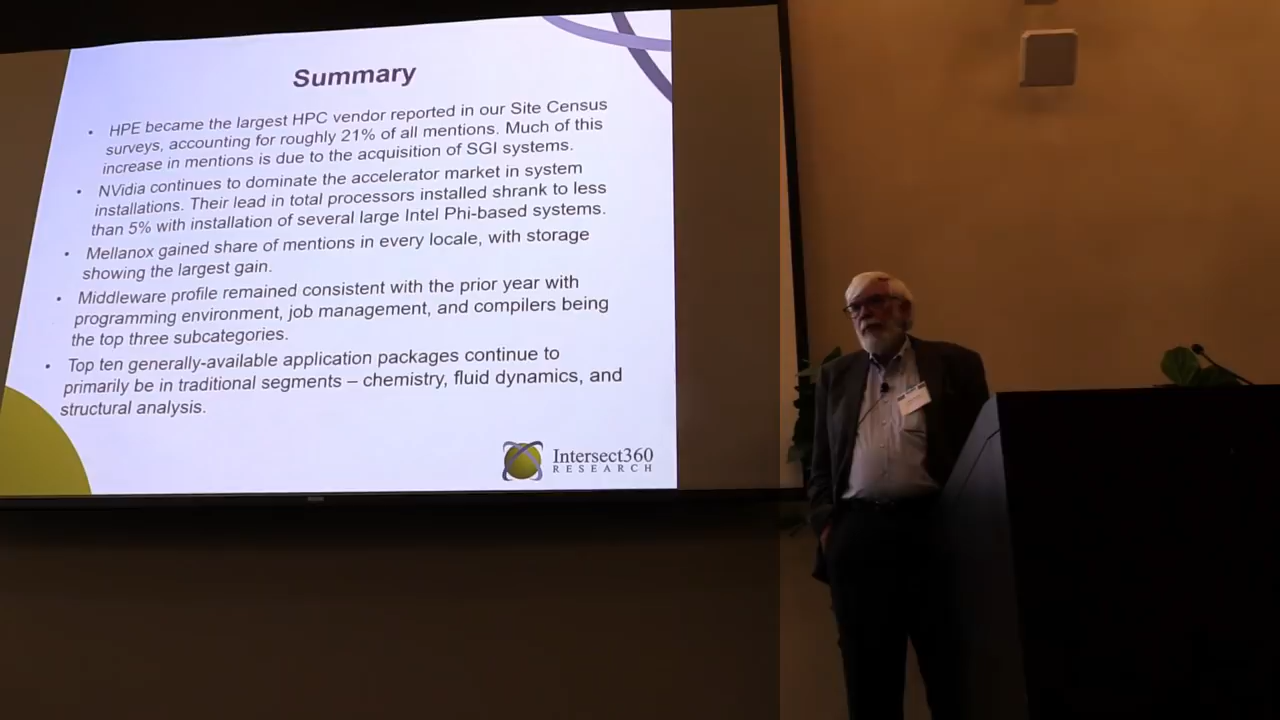 Summary
• HPE became the largest HPC vendor reported in our Site Census
surveys, accounting for roughly 21% of all mentions. Much of this
increase in mentions is due to the acquisition of SGI systems.
• NVidia continues to dominate the accelerator market in system
installations. Their lead in total processors installed shrank to less
than 5% with installation of several large Intel Phi-based systems.
• Mellanox gained share of mentions in every locale, with storage
showing the largest gain.
• Middleware profile remained consistent with the prior year with
programming environment, job management, and compilers being
the top three subcategories.
• Top ten generally-available application packages continue to
primarily be in traditional segments – chemistry, fluid dynamics, and
structural analysis.
Intersect360
RESEARCH